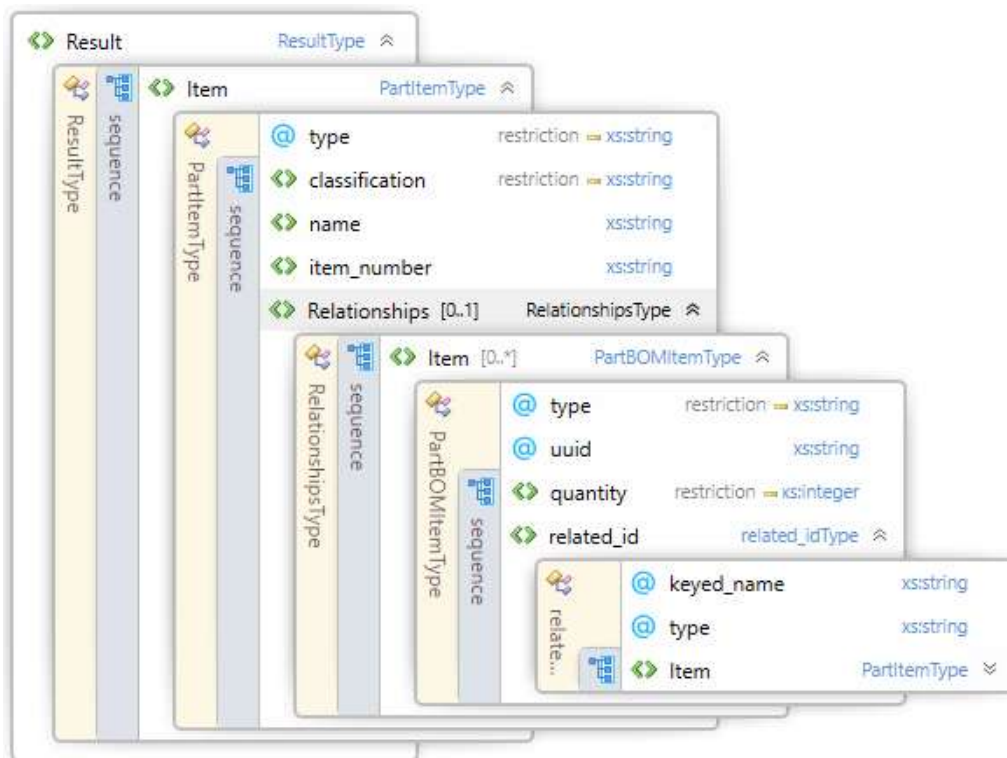 Result ResultType
ResultType
sequence
Item PartItemType
PartItemType
sequence
type restriction xs:string
classification restriction xs:string
name xs:string
item_number xs:string
Relationships [0..1] RelationshipsType
RelationshipsType
sequence
Item [0..*] PartBOMItemType
PartBOMItemType
sequence
@ type restriction xs:string
@ uuid xs:string
quantity restriction xs:integer
related_id related_idType
relate...
@ keyed_name xs:string
@ type xs:string
Item PartItemType